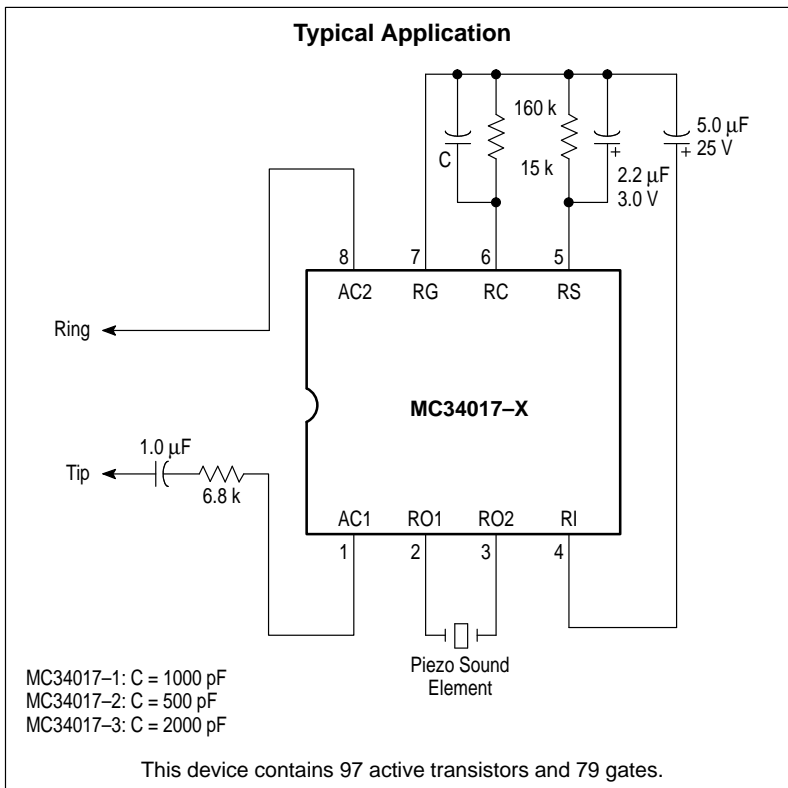 Typical Application
160 k
5.0 µF
25 V
C
15 k
2.2 µF
3.0 V
+
+
8
7
6
5
AC2
RG
RC
RS
Ring
MC34017–X
1.0 µF
Tip
6.8 k
AC1
RO1
RO2
RI
1
2
3
4
Piezo Sound
Element
MC34017–1: C = 1000 pF
MC34017–2: C = 500 pF
MC34017–3: C = 2000 pF
This device contains 97 active transistors and 79 gates.